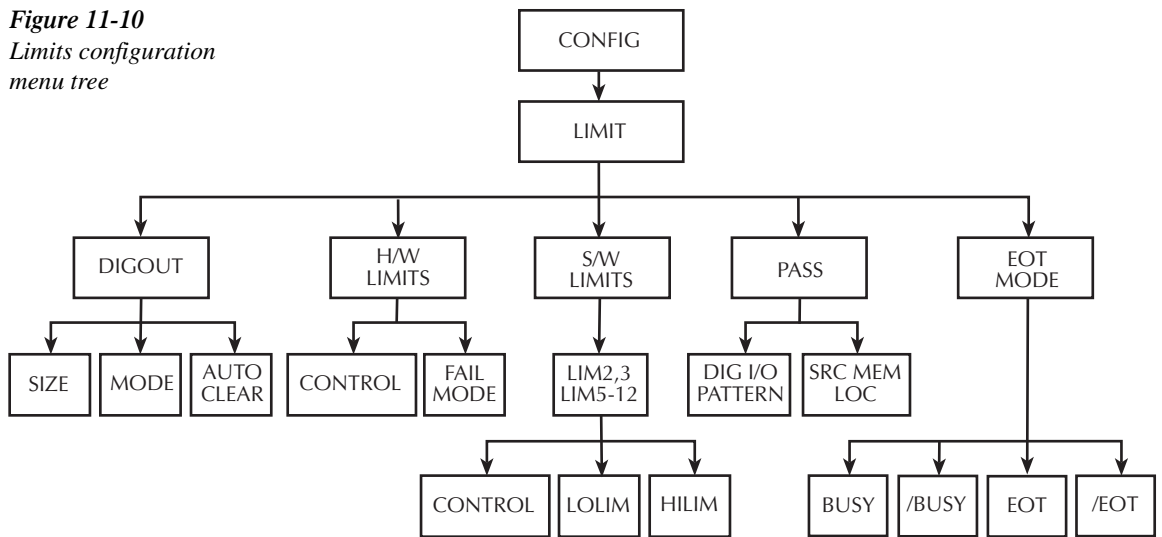 Figure 11-10
Limits configuration
menu tree
CONFIG
LIMIT
DIGOUT
H/W
LIMITS
S/W
LIMITS
PASS
EOT
MODE
SIZE
MODE
AUTO
CLEAR
CONTROL
FAIL
MODE
LIM2,3
LIM5-12
DIG I/O
PATTERN
SRC MEM
LOC
CONTROL
LOLIM
HILIM
BUSY
/BUSY
EOT
/EOT